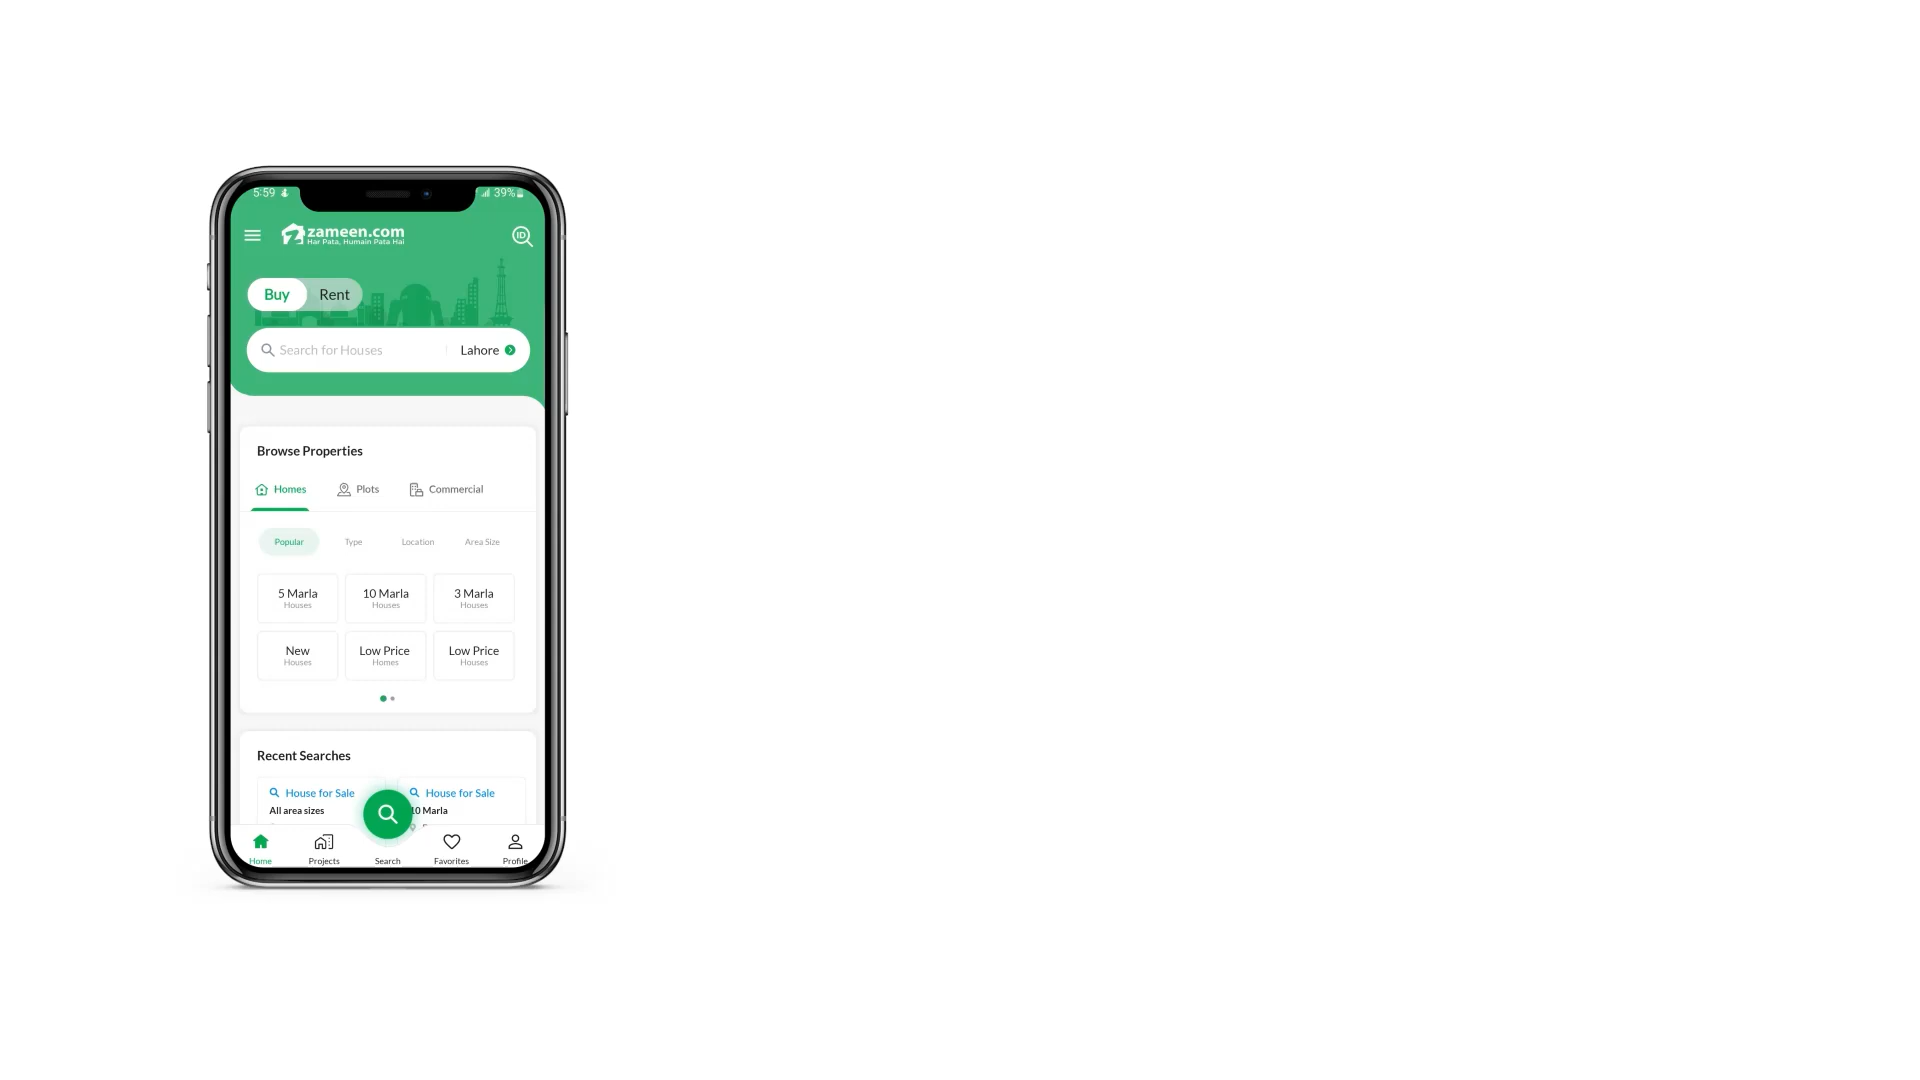 5:59 39%
zameen.com
Har Pata, Humain Pata Hai
ID
Buy Rent
Search for Houses Lahore
Browse Properties
Homes Plots Commercial
Popular Type Location Area Size
5 Marla 10 Marla 3 Marla
Houses Houses Houses
New Low Price Low Price
Houses Homes Houses
Recent Searches
House for Sale House for Sale
All area sizes 10 Marla
Home Projects Search Favorites Profile